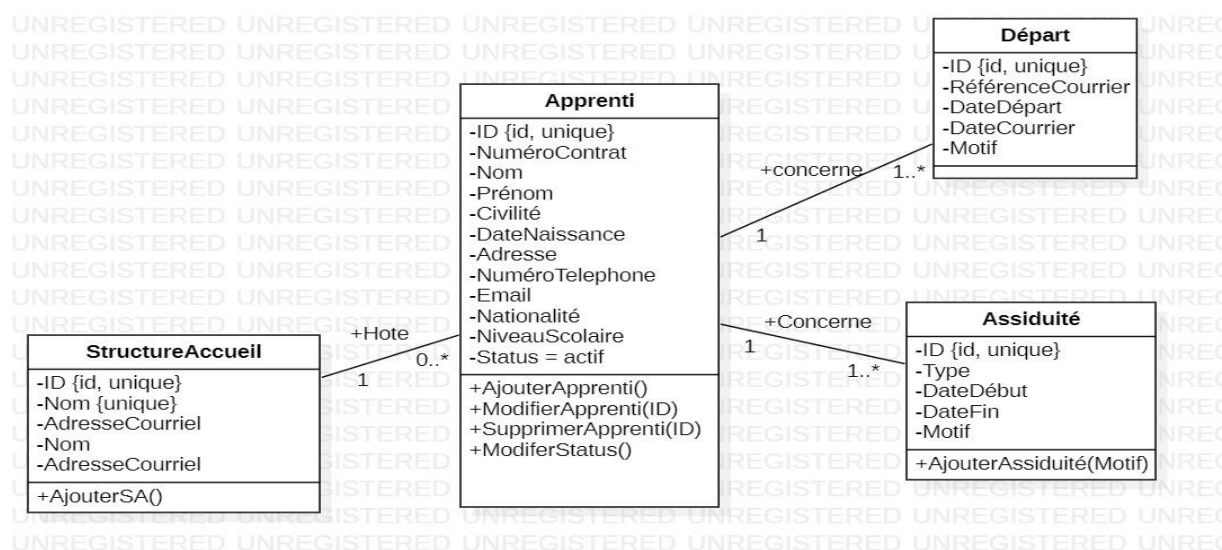 Départ
-ID {id, unique}
-RéférenceCourrier
-DateDépart
-DateCourrier
-Motif
Apprenti
-ID {id, unique}
-NuméroContrat
-Nom
-Prénom
-Civilité
-DateNaissance
-Adresse
-NuméroTelephone
-Email
-Nationalité
-NiveauScolaire
-Status = actif
+AjouterApprenti()
+ModifierApprenti(ID)
+SupprimerApprenti(ID)
+ModiferStatus()
+concerne
1..*
1
+Concerne
1
1..*
Assiduité
-ID {id, unique}
-Type
-DateDébut
-DateFin
-Motif
+AjouterAssiduité(Motif)
+Hote
0..*
1
StructureAccueil
-ID {id, unique}
-Nom {unique}
-AdresseCourriel
-Nom
-AdresseCourriel
+AjouterSA()
UNREGISTERED UNREGISTERED UNREGISTERED UNREGISTERED